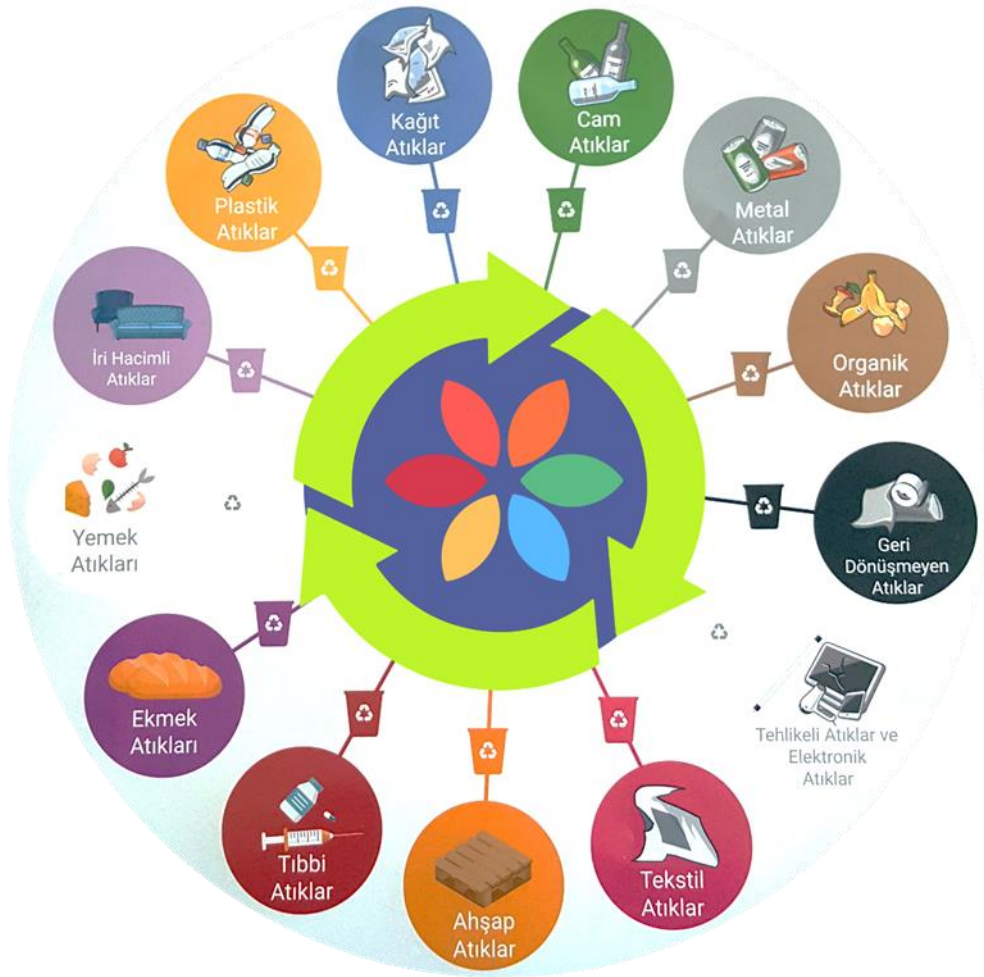 Kağıt
Atıklar
Cam
Atıklar
Metal
Atıklar
Organik
Atıklar
Geri
Dönüşmeyen
Atıklar
Tehlikeli Atıklar ve
Elektronik
Atıklar
Tekstil
Atıklar
Ahşap
Atıklar
Tıbbi
Atıklar
Ekmek
Atıkları
Yemek
Atıkları
İri Hacimli
Atıklar
Plastik
Atıklar